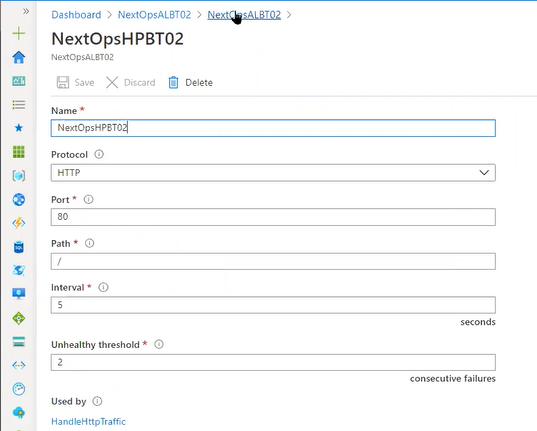 Dashboard > NextOpsALBT02 > NextOpsALBT02 >
NextOpsHPBT02
NextOpsALBT02
Save Discard Delete
Name *
NextOpsHPBT02
Protocol
HTTP
Port *
80
Path *
/
Interval *
5
seconds
Unhealthy threshold *
2
consecutive failures
Used by
HandleHttpTraffic